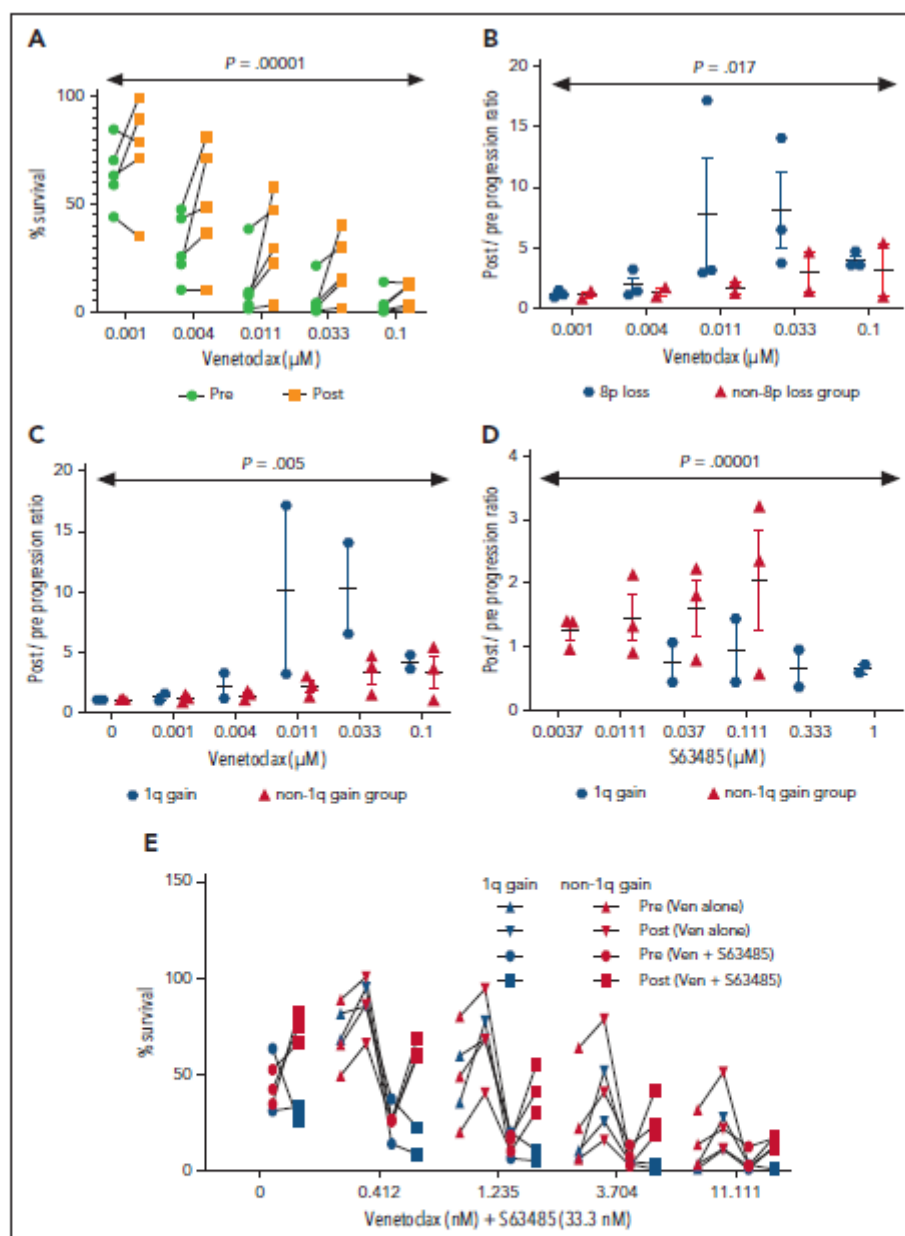 A
P = .00001
% survival
100
50
0
0.001 0.004 0.011 0.033 0.1
Venetoclax (µM)
Pre Post
B
P = .017
Post / pre progression ratio
20
15
10
5
0
0.001 0.004 0.011 0.033 0.1
Venetoclax (µM)
8p loss non-8p loss group
C
P = .005
Post / pre progression ratio
20
15
10
5
0
0 0.001 0.004 0.011 0.033 0.1
Venetoclax (µM)
1q gain non-1q gain group
D
P = .00001
Post / pre progression ratio
4
3
2
1
0
0.0037 0.0111 0.037 0.111 0.333 1
S63485 (µM)
1q gain non-1q gain group
E
1q gain non-1q gain
Pre (Ven alone)
Post (Ven alone)
Pre (Ven + S63485)
Post (Ven + S63485)
% survival
150
100
50
0
0 0.412 1.235 3.704 11.111
Venetoclax (nM) + S63485 (33.3 nM)